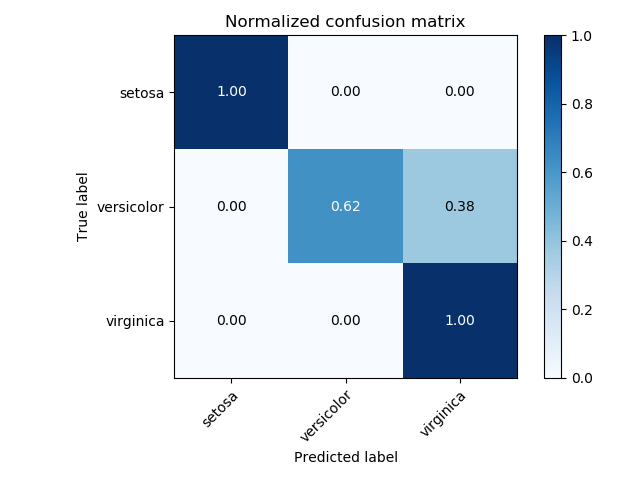 Normalized confusion matrix
setosa 1.00 0.00 0.00
versicolor 0.00 0.62 0.38
virginica 0.00 0.00 1.00
True label
setosa versicolor virginica
Predicted label
1.0
0.8
0.6
0.4
0.2
0.0